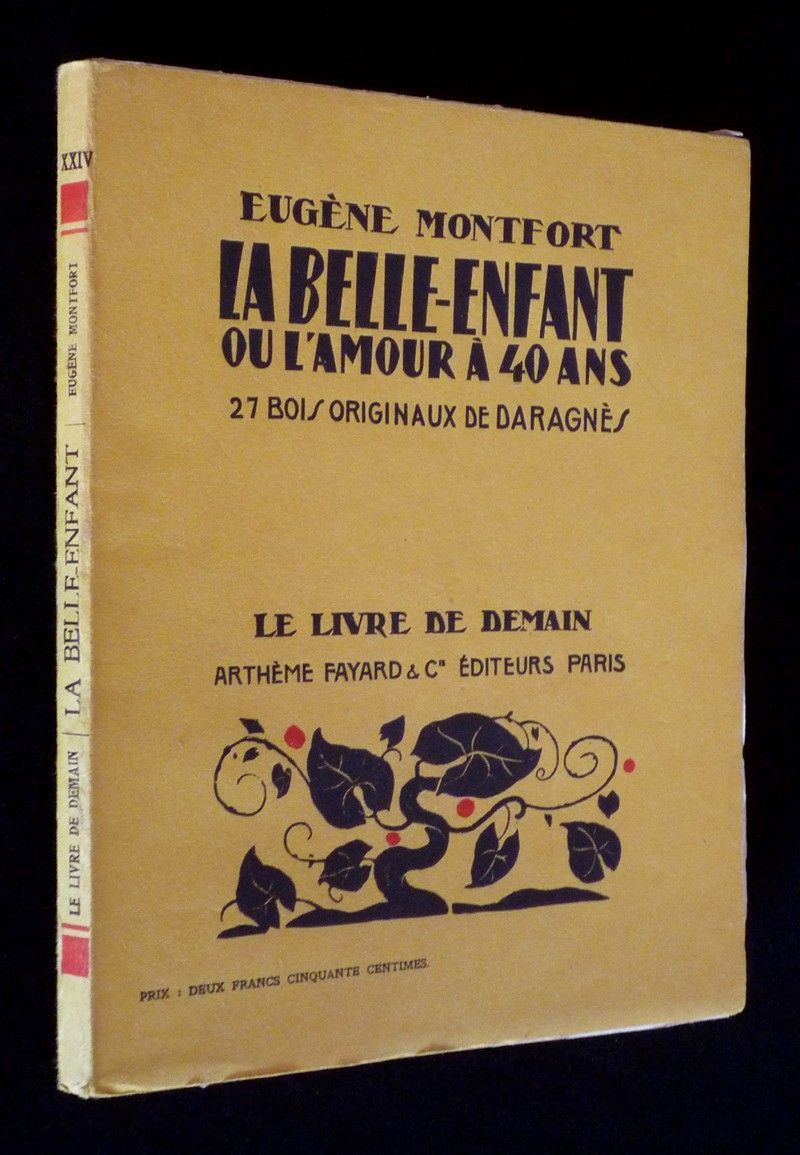 EUGÈNE MONTFORT
LA BELLE-ENFANT
OU L'AMOUR À 40 ANS
27 BOIS ORIGINAUX DE DARAGNÈS
LE LIVRE DE DEMAIN
ARTHÈME FAYARD & Cie ÉDITEURS PARIS
PRIX : DEUX FRANCS CINQUANTE CENTIMES.
XXIV
EUGÈNE MONTFORT
LA BELLE-ENFANT
LE LIVRE DE DEMAIN